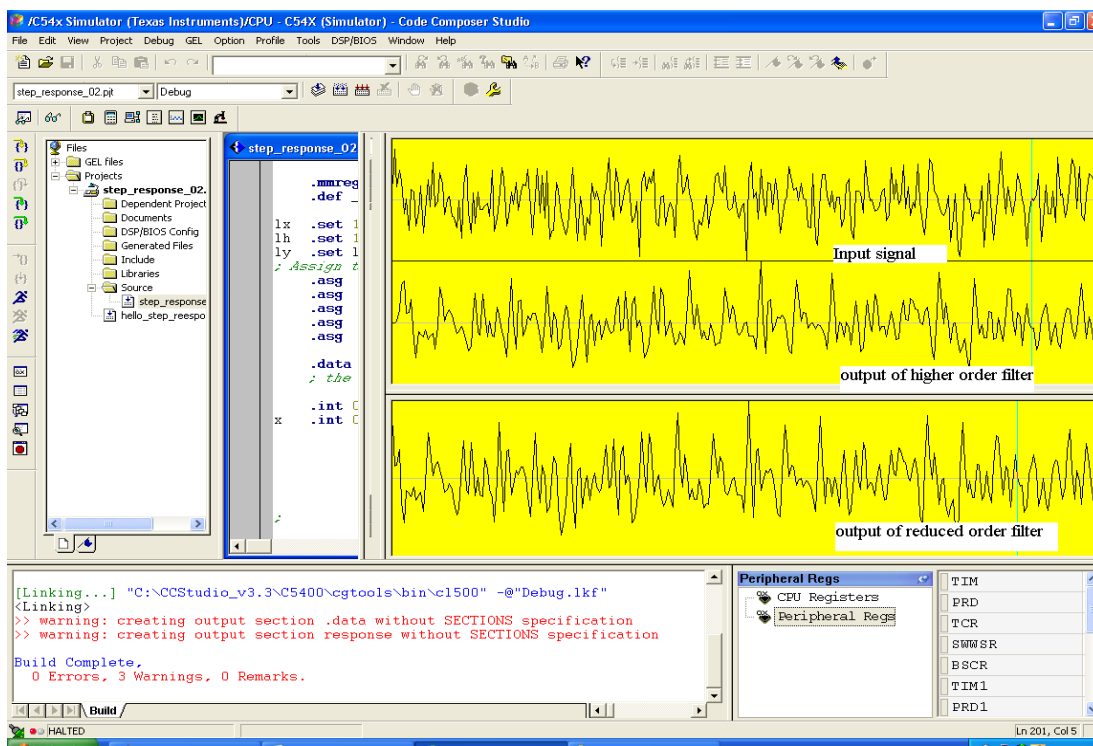 /C54x Simulator (Texas Instruments)/CPU - C54X (Simulator) - Code Composer Studio
File Edit View Project Debug GEL Option Profile Tools DSP/BIOS Window Help
step_response_02.pjt Debug
Files
GEL files
Projects
step_response_02.
Dependent Project
Documents
DSP/BIOS Config
Generated Files
Include
Libraries
Source
step_response
hello_step_reespo
step_response_02
.mmreg
.def _
lx .set 1
lh .set 1
ly .set l
; Assign t
.asg
.asg
.asg
.asg
.asg
.data
; the
.int 0
x .int 0
;
Input signal
output of higher order filter
output of reduced order filter
[Linking...] "C:\CCStudio_v3.3\C5400\cgtools\bin\cl500" -@"Debug.lkf"
<Linking>
>> warning: creating output section .data without SECTIONS specification
>> warning: creating output section response without SECTIONS specification
Build Complete,
0 Errors, 3 Warnings, 0 Remarks.
Build
Peripheral Regs
CPU Registers
Peripheral Regs
TIM
PRD
TCR
SWWSR
BSCR
TIM1
PRD1
HALTED
Ln 201, Col 5